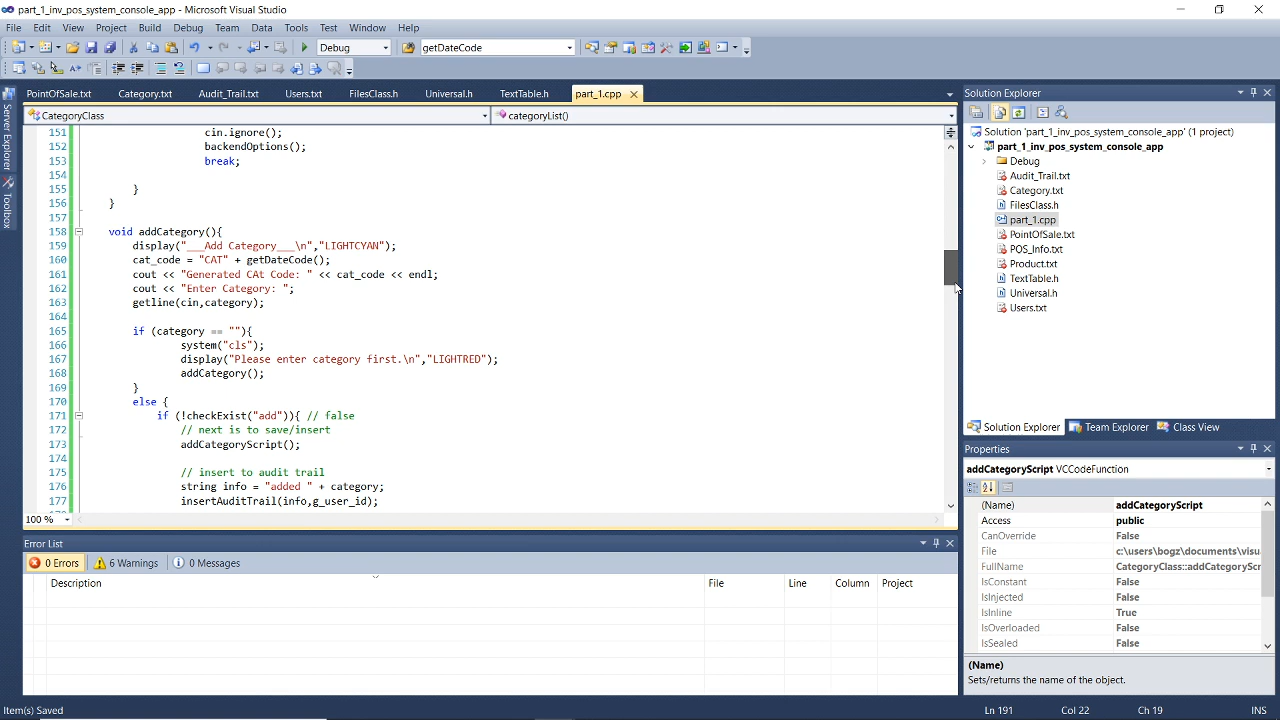 part_1_inv_pos_system_console_app - Microsoft Visual Studio
File Edit View Project Build Debug Team Data Tools Test Window Help
Debug getDateCode
PointOfSale.txt Category.txt Audit_Trail.txt Users.txt FilesClass.h Universal.h TextTable.h part_1.cpp
CategoryClass categoryList()
151 cin.ignore();
152 backendOptions();
153 break;
154
155 }
156 }
157
158 void addCategory(){
159 display("___Add Category___\n","LIGHTCYAN");
160 cat_code = "CAT" + getDateCode();
161 cout << "Generated CAt Code: " << cat_code << endl;
162 cout << "Enter Category: ";
163 getline(cin,category);
164
165 if (category == ""){
166 system("cls");
167 display("Please enter category first.\n","LIGHTRED");
168 addCategory();
169 }
170 else {
171 if (!checkExist("add")){ // false
172 // next is to save/insert
173 addCategoryScript();
174
175 // insert to audit trail
176 string info = "added " + category;
177 insertAuditTrail(info,g_user_id);
100 %
Server Explorer
Toolbox
Solution Explorer
Solution 'part_1_inv_pos_system_console_app' (1 project)
part_1_inv_pos_system_console_app
Debug
Audit_Trail.txt
Category.txt
FilesClass.h
part_1.cpp
PointOfSale.txt
POS_Info.txt
Product.txt
TextTable.h
Universal.h
Users.txt
Solution Explorer Team Explorer Class View
Properties
addCategoryScript VCCodeFunction
(Name) addCategoryScript
Access public
CanOverride False
File c:\users\bogz\documents\visu
FullName CategoryClass::addCategoryScr
IsConstant False
IsInjected False
IsInline True
IsOverloaded False
IsSealed False
(Name)
Sets/returns the name of the object.
Error List
0 Errors 6 Warnings 0 Messages
Description File Line Column Project
Item(s) Saved Ln 191 Col 22 Ch 19 INS